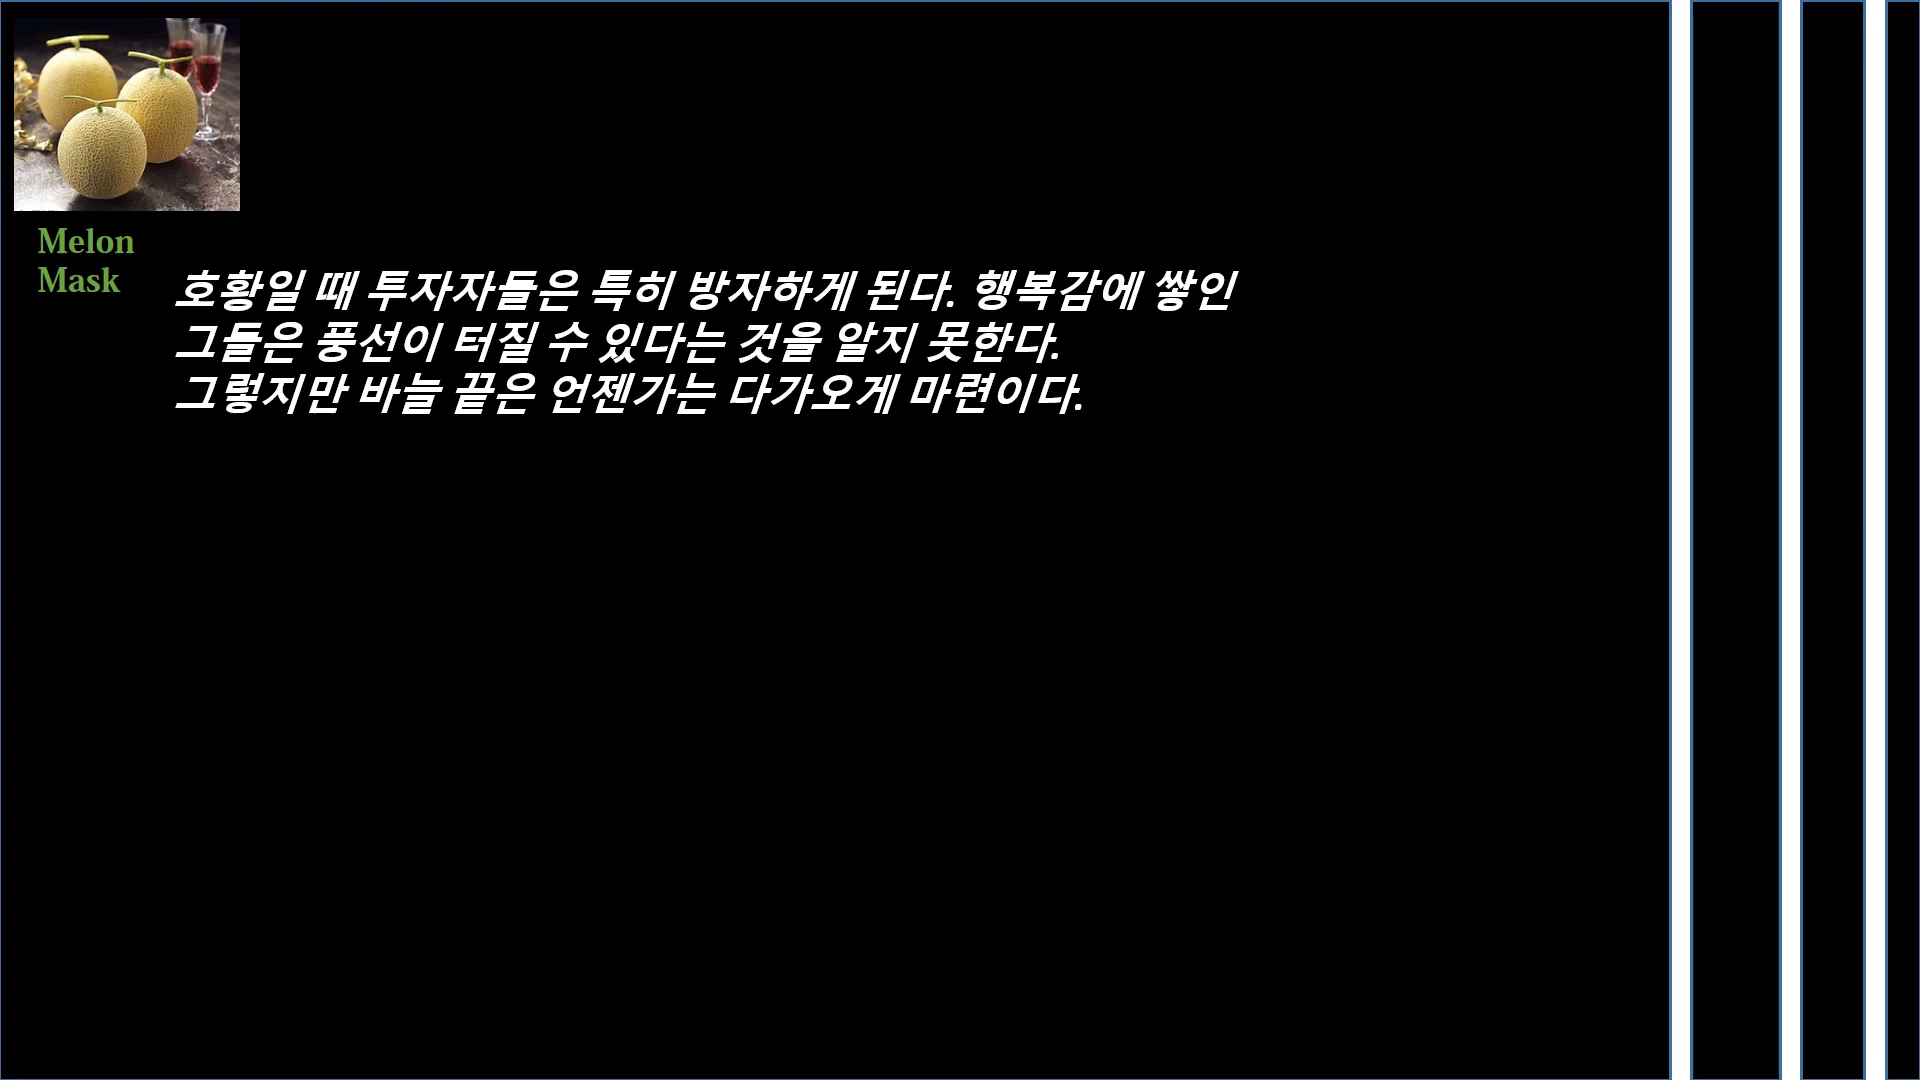 Melon
Mask
호황일 때 투자자들은 특히 방자하게 된다. 행복감에 쌓인
그들은 풍선이 터질 수 있다는 것을 알지 못한다.
그렇지만 바늘 끝은 언젠가는 다가오게 마련이다.